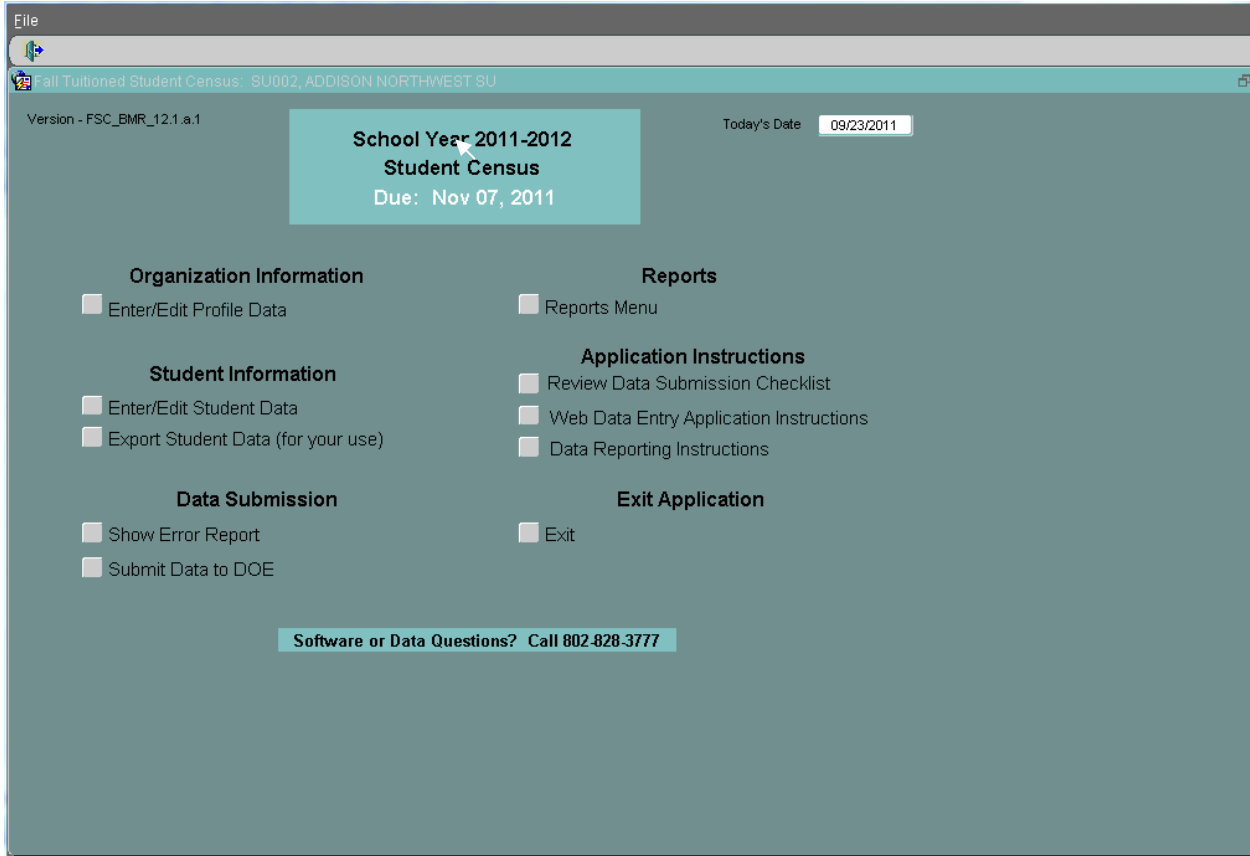 File
Fall Tuitioned Student Census: SU002, ADDISON NORTHWEST SU
Version - FSC_BMR_12.1.a.1
School Year 2011-2012
Student Census
Due: Nov 07, 2011
Today's Date 09/23/2011
Organization Information
Enter/Edit Profile Data
Student Information
Enter/Edit Student Data
Export Student Data (for your use)
Data Submission
Show Error Report
Submit Data to DOE
Reports
Reports Menu
Application Instructions
Review Data Submission Checklist
Web Data Entry Application Instructions
Data Reporting Instructions
Exit Application
Exit
Software or Data Questions? Call 802-828-3777